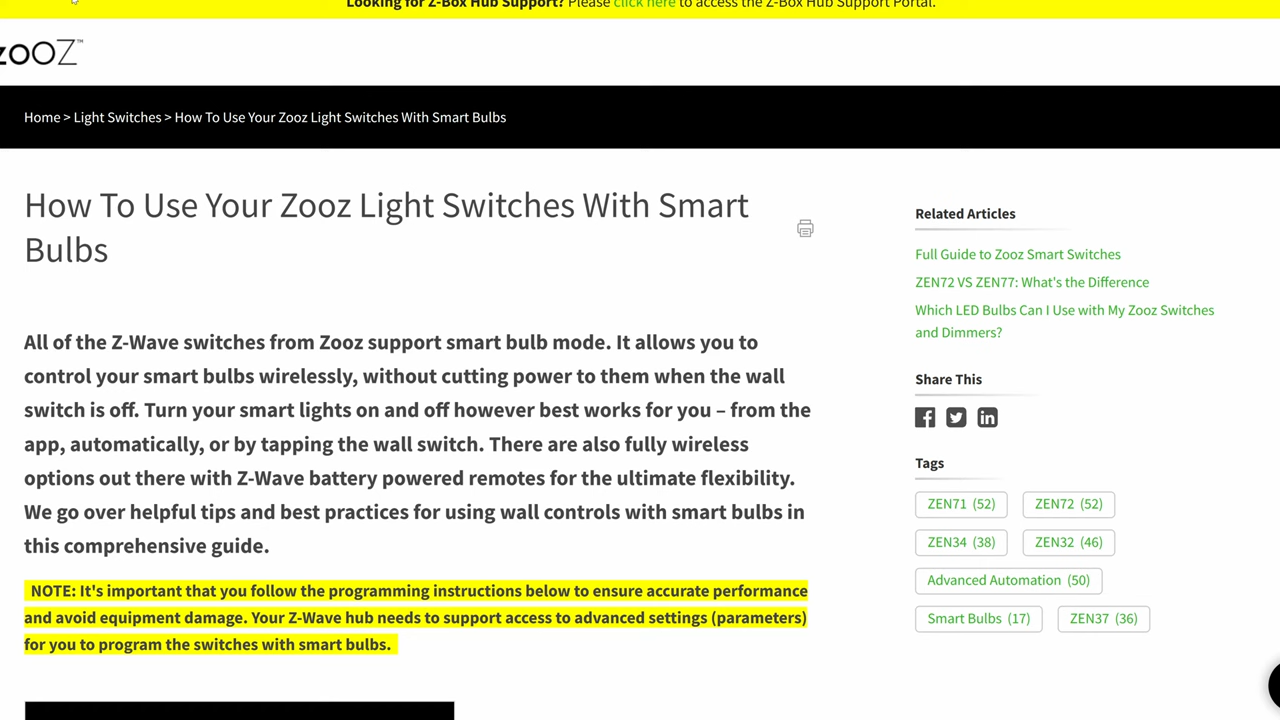 Looking for Z-Box Hub Support? Please click here to access the Z-Box Hub Support Portal.
zooz™
Home > Light Switches > How To Use Your Zooz Light Switches With Smart Bulbs
How To Use Your Zooz Light Switches With Smart
Bulbs
All of the Z-Wave switches from Zooz support smart bulb mode. It allows you to
control your smart bulbs wirelessly, without cutting power to them when the wall
switch is off. Turn your smart lights on and off however best works for you – from the
app, automatically, or by tapping the wall switch. There are also fully wireless
options out there with Z-Wave battery powered remotes for the ultimate flexibility.
We go over helpful tips and best practices for using wall controls with smart bulbs in
this comprehensive guide.
NOTE: It's important that you follow the programming instructions below to ensure accurate performance
and avoid equipment damage. Your Z-Wave hub needs to support access to advanced settings (parameters)
for you to program the switches with smart bulbs.
Related Articles
Full Guide to Zooz Smart Switches
ZEN72 VS ZEN77: What's the Difference
Which LED Bulbs Can I Use with My Zooz Switches
and Dimmers?
Share This
Tags
ZEN71 (52) ZEN72 (52)
ZEN34 (38) ZEN32 (46)
Advanced Automation (50)
Smart Bulbs (17) ZEN37 (36)